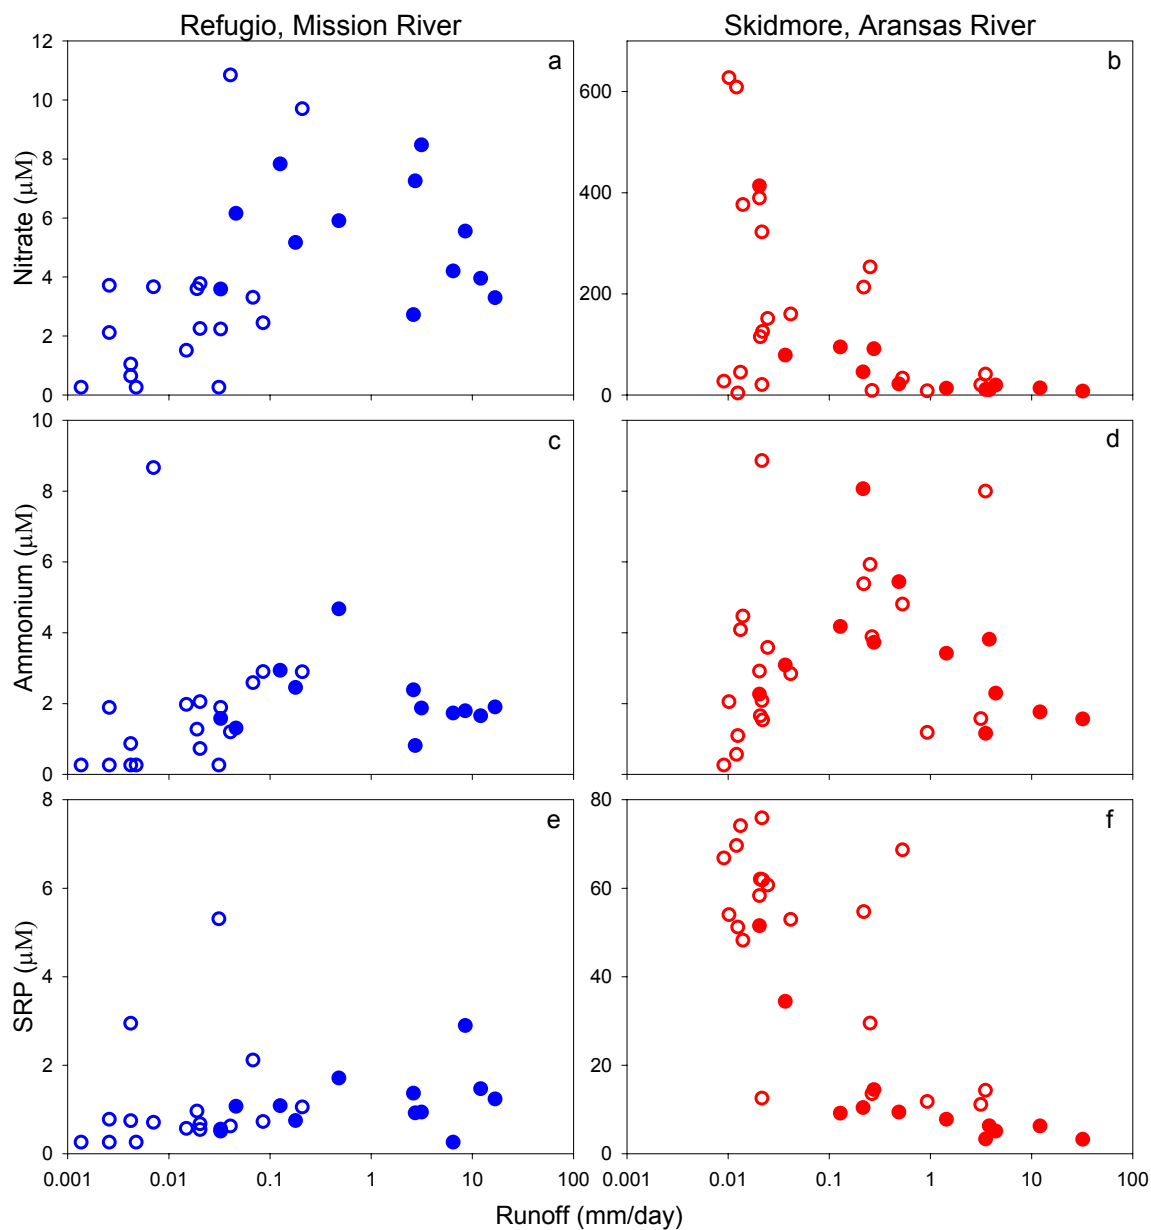 Refugio, Mission River
Skidmore, Aransas River
12
10
8
6
4
2
0
Nitrate (µM)
a
600
400
200
0
b
10
8
6
4
2
0
Ammonium (µM)
c
d
8
6
4
2
0
SRP (µM)
e
80
60
40
20
0
f
0.001 0.01 0.1 1 10 100
0.001 0.01 0.1 1 10 100
Runoff (mm/day)